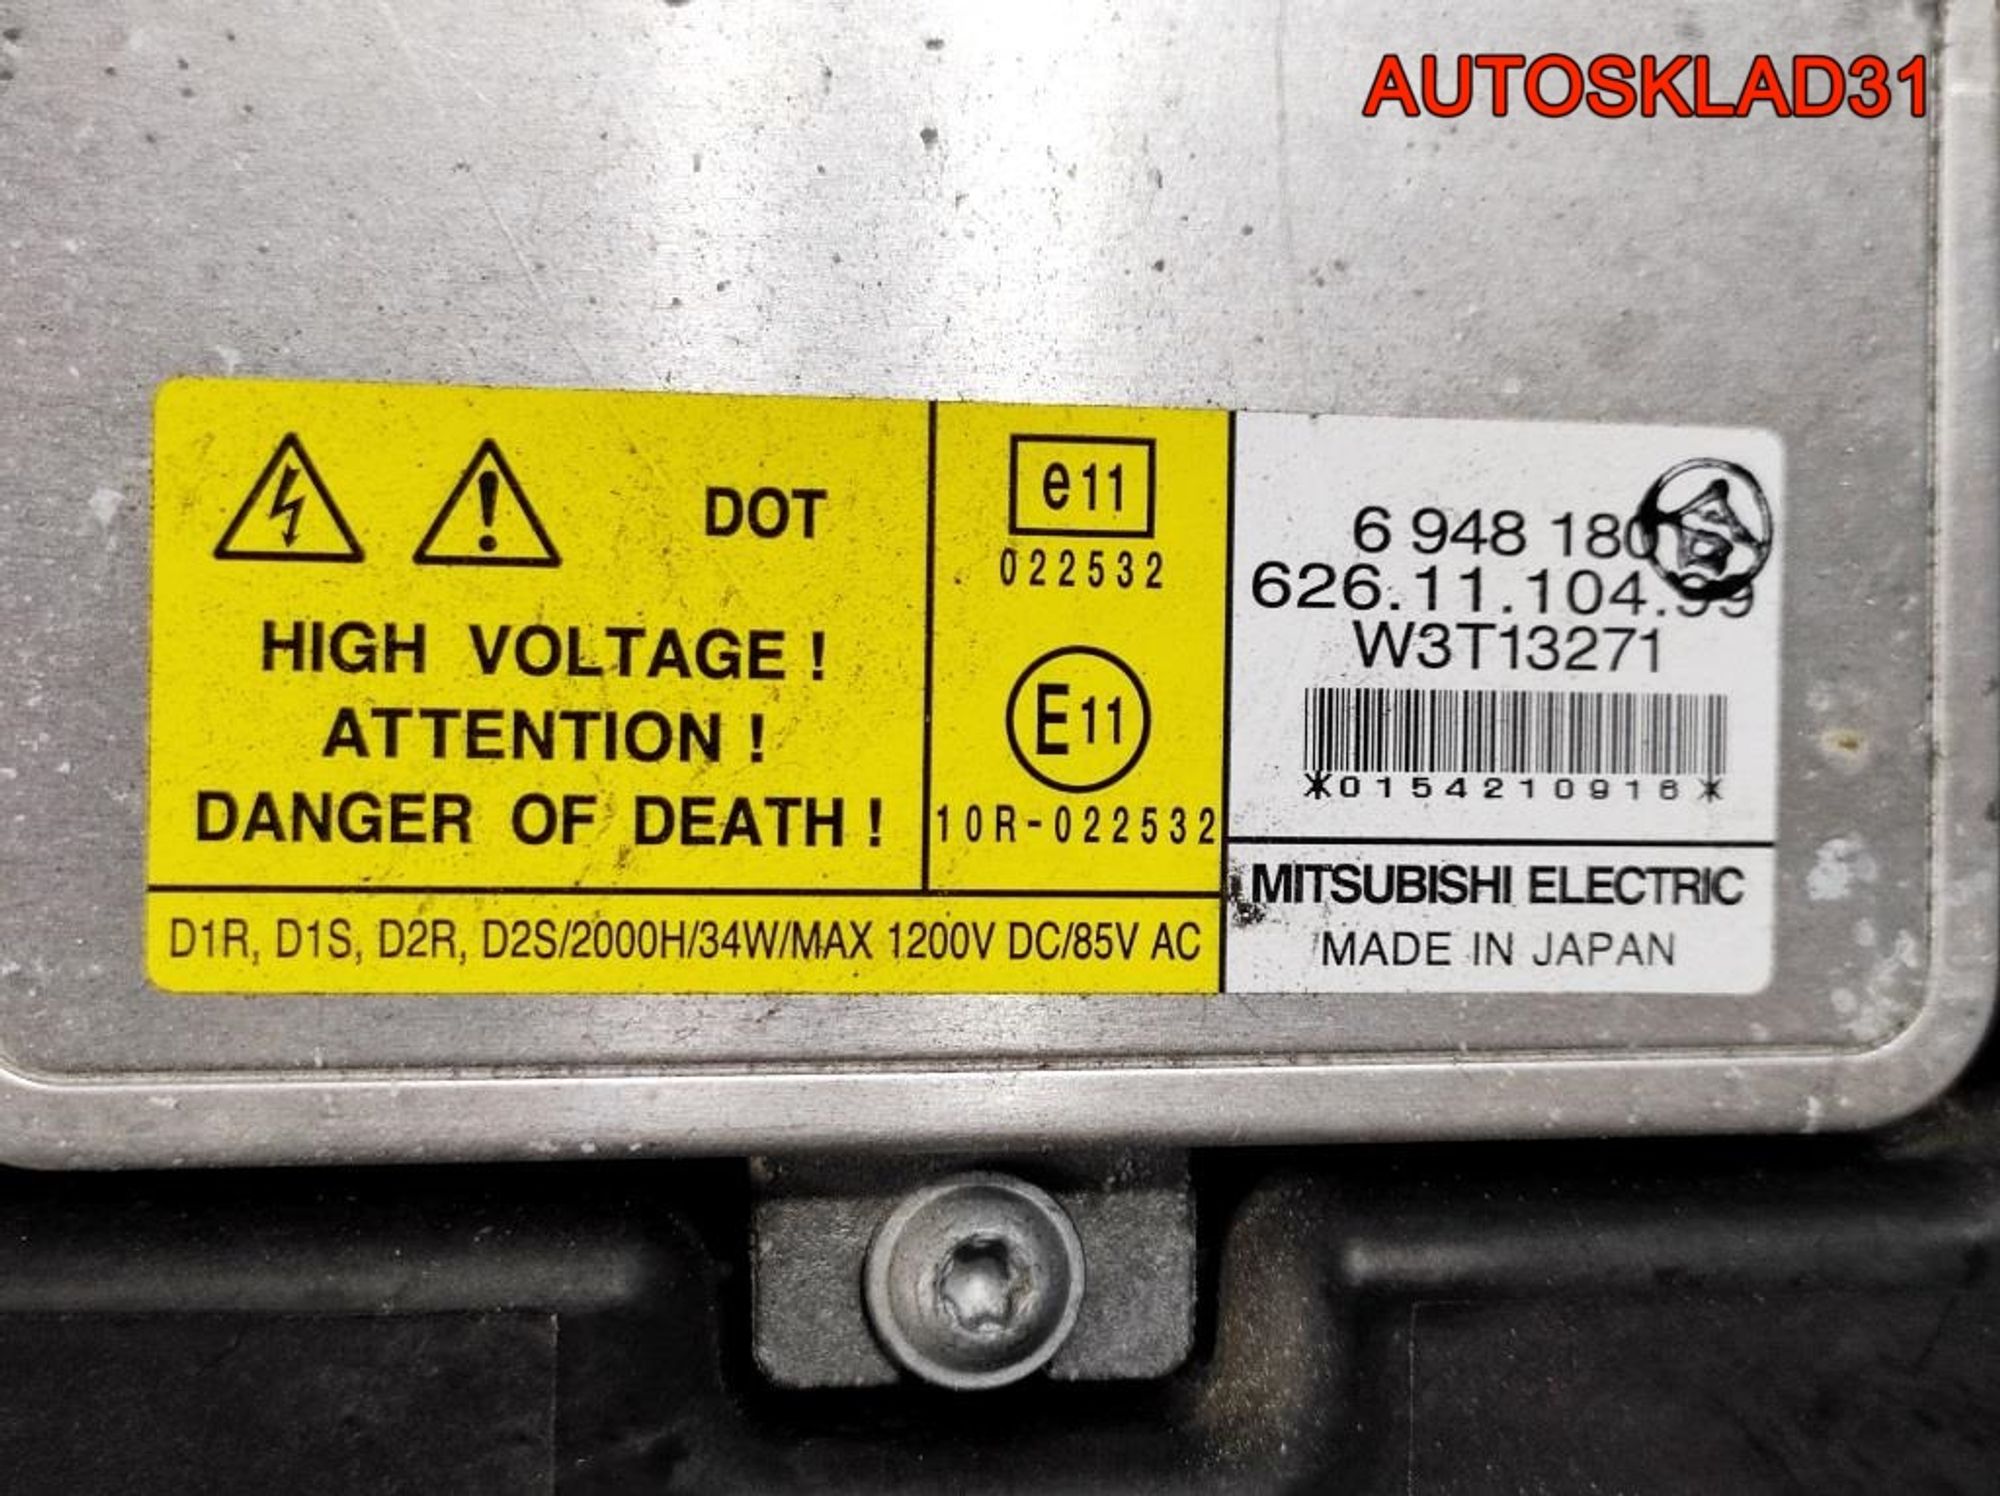 AUTOSKLAD31
DOT
HIGH VOLTAGE !
ATTENTION !
DANGER OF DEATH !
e11
022532
E11
10R-022532
D1R, D1S, D2R, D2S/2000H/34W/MAX 1200V DC/85V AC
6 948 180
626.11.104.99
W3T13271
*0154210916*
MITSUBISHI ELECTRIC
MADE IN JAPAN